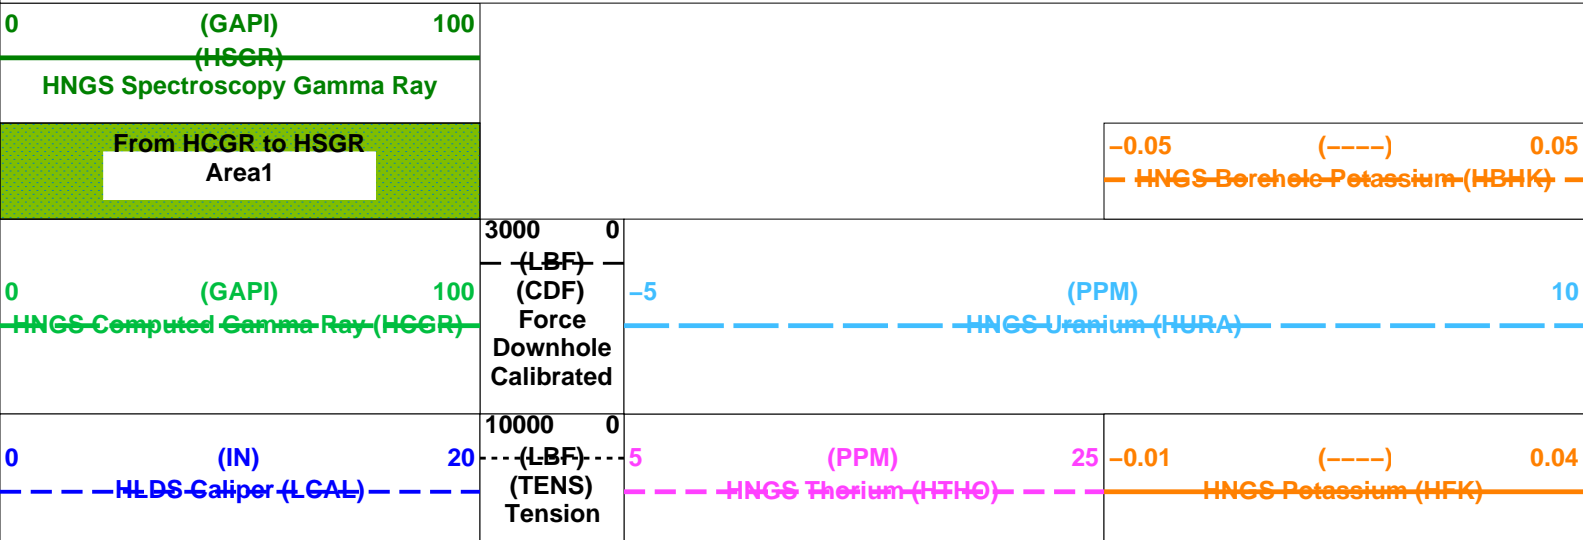 0 (GAPI) 100
(HSGR)
HNGS Spectroscopy Gamma Ray
From HCGR to HSGR
Area1
−0.05 (−−−−) 0.05
HNGS Borehole Potassium (HBHK)
3000 0
(LBF)
(CDF)
Force
Downhole
Calibrated
0 (GAPI) 100
HNGS Computed Gamma Ray (HCGR)
−5 (PPM) 10
HNGS Uranium (HURA)
10000 0
(LBF)
(TENS)
Tension
0 (IN) 20
HLDS Caliper (LCAL)
5 (PPM) 25
HNGS Thorium (HTHO)
−0.01 (−−−−) 0.04
HNGS Potassium (HFK)